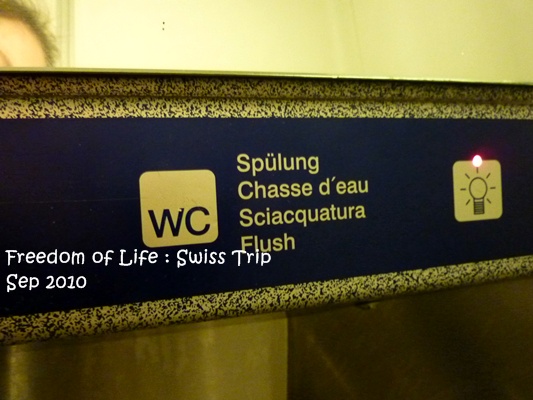 Spülung
Chasse d´eau
Sciacquatura
Flush
WC
Freedom of Life : Swiss Trip
Sep 2010